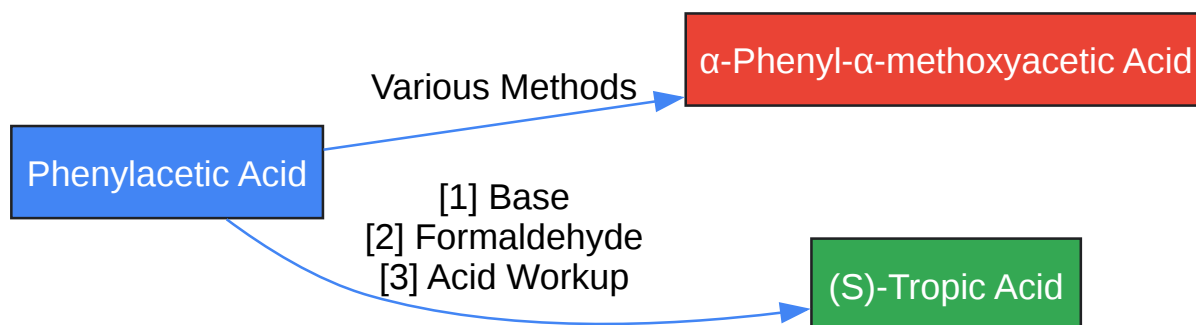 α-Phenyl-α-methoxyacetic Acid
Various Methods
Phenylacetic Acid
[1] Base
[2] Formaldehyde
[3] Acid Workup
(S)-Tropic Acid